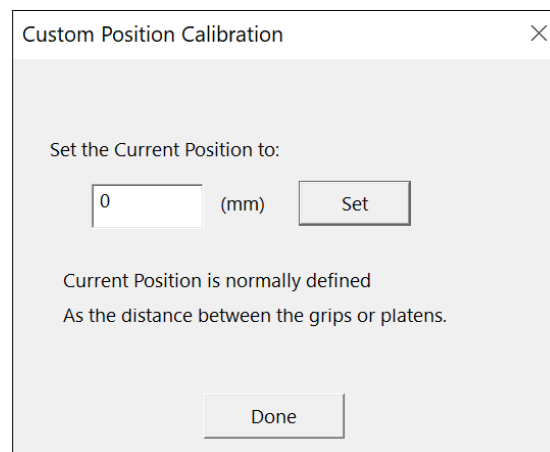 Custom Position Calibration
Set the Current Position to:
0 (mm) Set
Current Position is normally defined
As the distance between the grips or platens.
Done